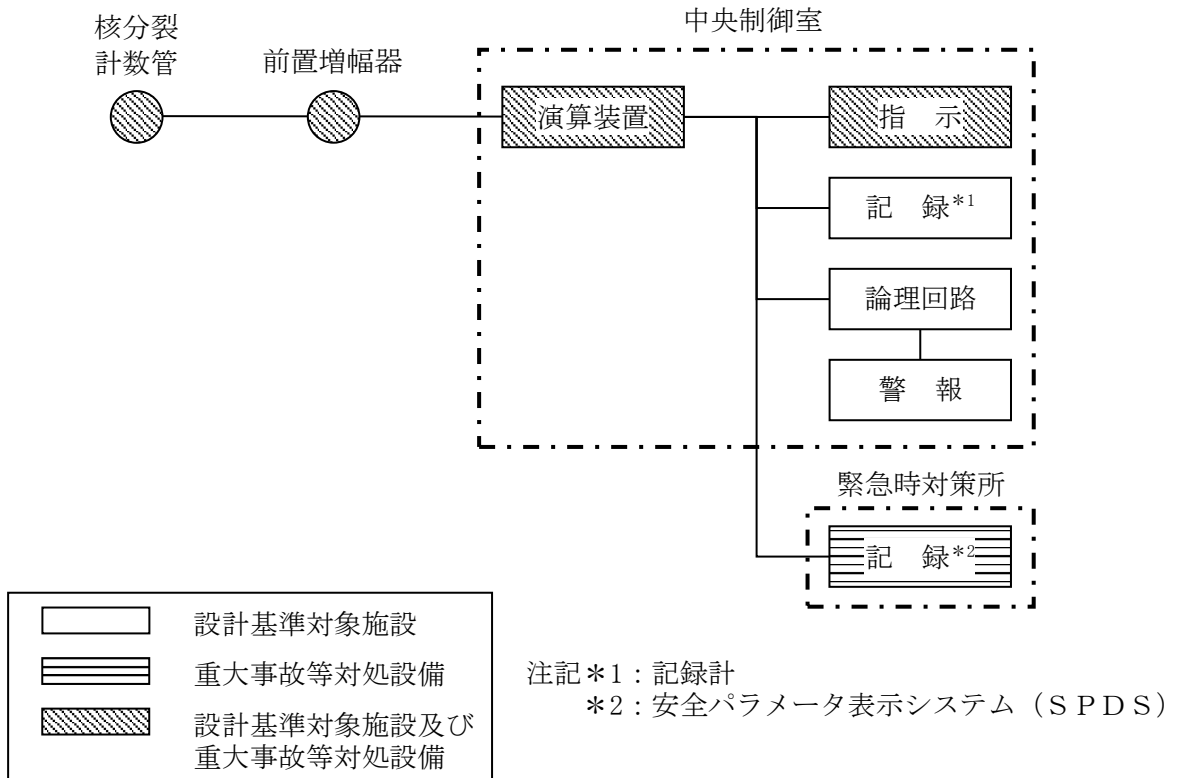 中央制御室
核分裂
計数管
前置増幅器
演算装置
指　示
記　録*1
論理回路
警　報
緊急時対策所
記　録*2
設計基準対象施設
重大事故等対処設備
設計基準対象施設及び
重大事故等対処設備
注記＊1：記録計
＊2：安全パラメータ表示システム（ＳＰＤＳ）